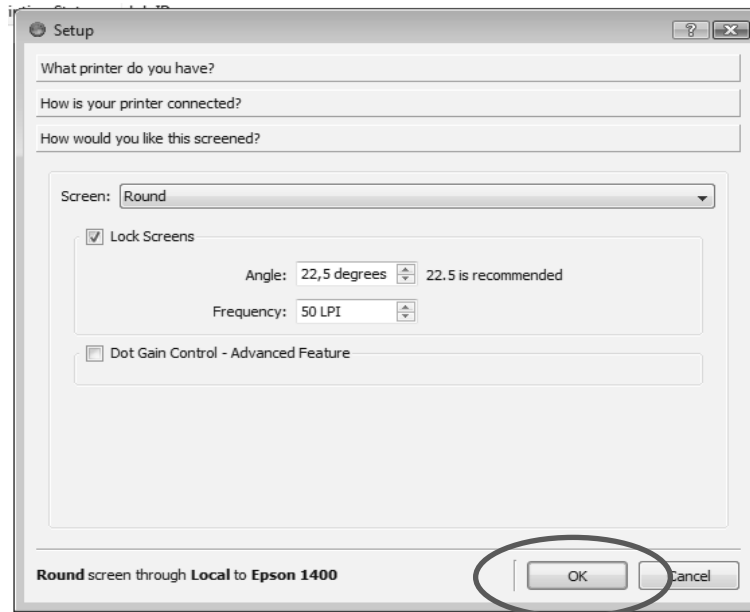 Setup
What printer do you have?
How is your printer connected?
How would you like this screened?
Screen: Round
Lock Screens
Angle: 22,5 degrees 22.5 is recommended
Frequency: 50 LPI
Dot Gain Control - Advanced Feature
Round screen through Local to Epson 1400
OK Cancel